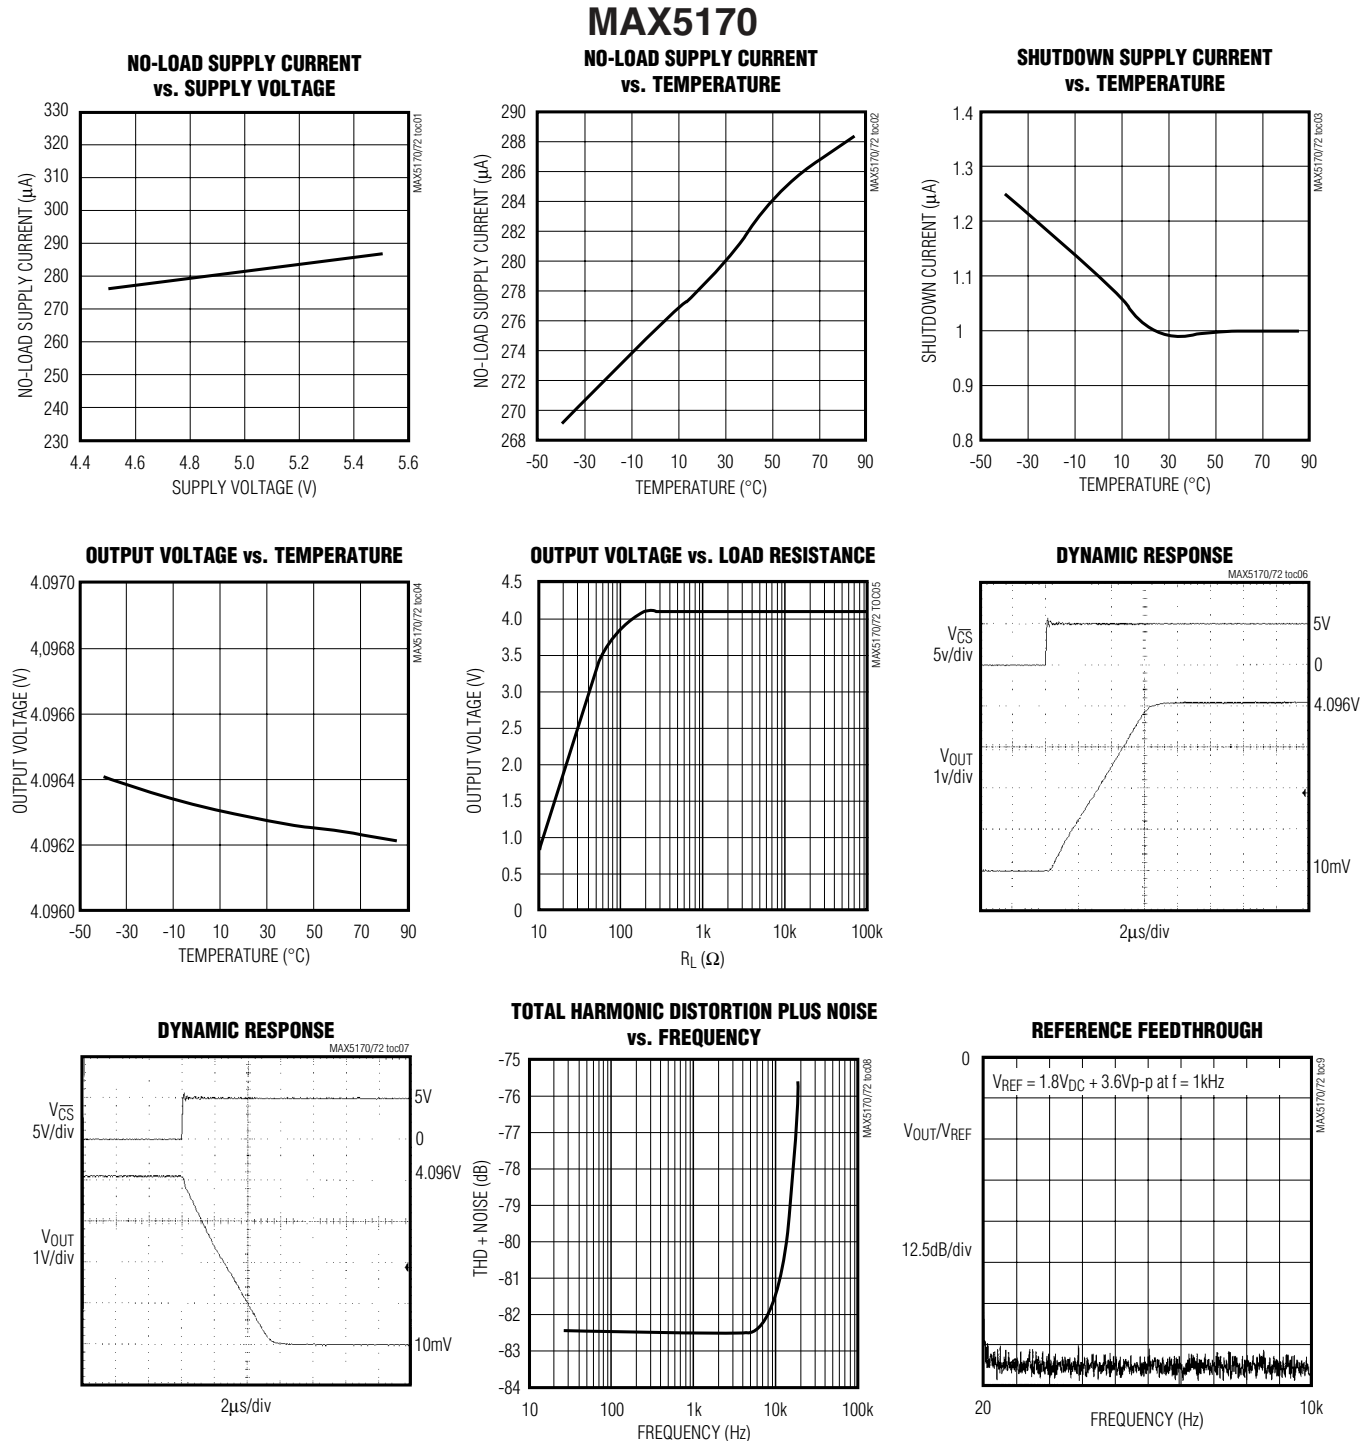 MAX5170
NO-LOAD SUPPLY CURRENT
vs. SUPPLY VOLTAGE
330
320
310
300
290
280
270
260
250
240
230
NO-LOAD SUPPLY CURRENT (µA)
4.4 4.6 4.8 5.0 5.2 5.4 5.6
SUPPLY VOLTAGE (V)
MAX5170/72 toc01
NO-LOAD SUPPLY CURRENT
vs. TEMPERATURE
290
288
286
284
282
280
278
276
274
272
270
268
NO-LOAD SU0PPLY CURRENT (µA)
-50 -30 -10 10 30 50 70 90
TEMPERATURE (°C)
MAX5170/72 toc02
SHUTDOWN SUPPLY CURRENT
vs. TEMPERATURE
1.4
1.3
1.2
1.1
1
0.9
0.8
SHUTDOWN CURRENT (µA)
-50 -30 -10 10 30 50 70 90
TEMPERATURE (°C)
MAX5170/72 toc03
OUTPUT VOLTAGE vs. TEMPERATURE
4.0970
4,0968
4.0966
4.0964
4.0962
4.0960
OUTPUT VOLTAGE (V)
-50 -30 -10 10 30 50 70 90
TEMPERATURE (°C)
MAX5170/72 toc04
OUTPUT VOLTAGE vs. LOAD RESISTANCE
4.5
4.0
3.5
3.0
2.5
2.0
1.5
1.0
0.5
0
OUTPUT VOLTAGE (V)
10 100 1k 10k 100k
RL (Ω)
MAX5170/72 TOC05
DYNAMIC RESPONSE
MAX5170/72 toc06
VCS
5v/div
5V
0
4.096V
VOUT
1v/div
10mV
2µs/div
DYNAMIC RESPONSE
MAX5170/72 toc07
VCS
5V/div
5V
0
4.096V
VOUT
1V/div
10mV
2µs/div
TOTAL HARMONIC DISTORTION PLUS NOISE
vs. FREQUENCY
-75
-76
-77
-78
-79
-80
-81
-82
-83
-84
THD + NOISE (dB)
10 100 1k 10k 100k
FREQUENCY (Hz)
MAX5170/72 toc08
REFERENCE FEEDTHROUGH
0
VREF = 1.8VDC + 3.6Vp-p at f = 1kHz
VOUT/VREF
12.5dB/div
20 10k
FREQUENCY (Hz)
MAX5170/72 toc9